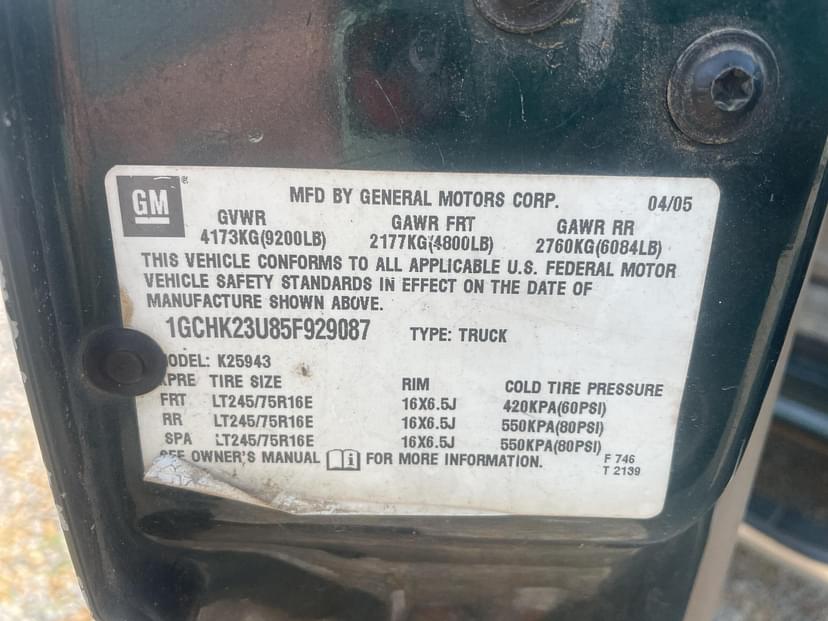 GM
MFD BY GENERAL MOTORS CORP. 04/05
GVWR GAWR FRT GAWR RR
4173KG(9200LB) 2177KG(4800LB) 2760KG(6084LB)
THIS VEHICLE CONFORMS TO ALL APPLICABLE U.S. FEDERAL MOTOR
VEHICLE SAFETY STANDARDS IN EFFECT ON THE DATE OF
MANUFACTURE SHOWN ABOVE.
1GCHK23U85F929087 TYPE: TRUCK
ODEL: K25943
XPRE TIRE SIZE RIM COLD TIRE PRESSURE
FRT LT245/75R16E 16X6.5J 420KPA(60PSI)
RR LT245/75R16E 16X6.5J 550KPA(80PSI)
SPA LT245/75R16E 16X6.5J 550KPA(80PSI)
SEE OWNER'S MANUAL FOR MORE INFORMATION.
F 746
T 2139